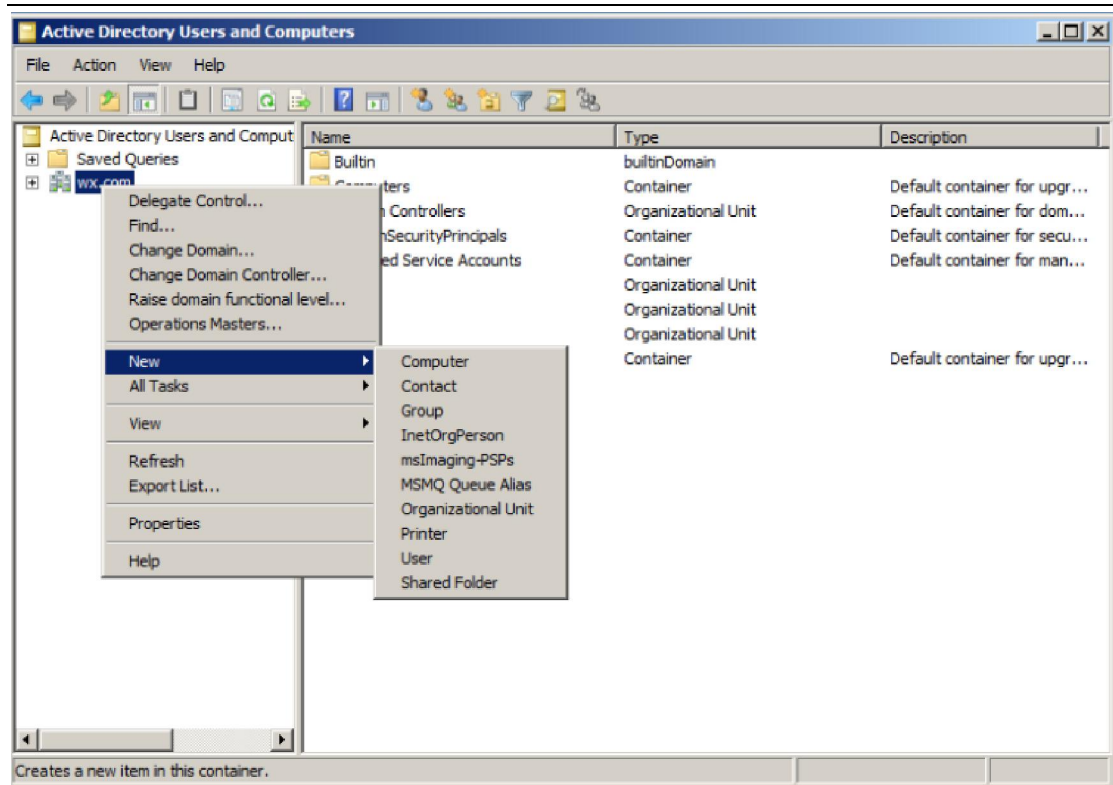 Active Directory Users and Computers
File Action View Help
Active Directory Users and Comput
Saved Queries
wx.com
Name Type Description
Builtin builtinDomain
Container Default container for upgr...
Controllers Organizational Unit Default container for dom...
Container Default container for secu...
Service Accounts Container Default container for man...
Organizational Unit
Organizational Unit
Organizational Unit
Container Default container for upgr...
Delegate Control...
Find...
Change Domain...
Change Domain Controller...
Raise domain functional level...
Operations Masters...
New
All Tasks
View
Refresh
Export List...
Properties
Help
Computer
Contact
Group
InetOrgPerson
msImaging-PSPs
MSMQ Queue Alias
Organizational Unit
Printer
User
Shared Folder
Creates a new item in this container.